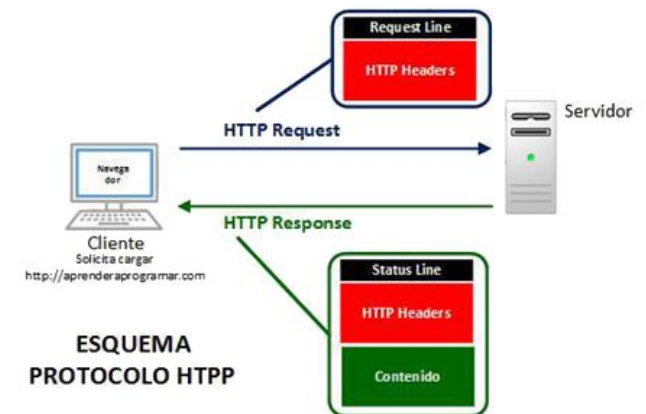 Request Line
HTTP Headers
Servidor
HTTP Request
Navega
dor
HTTP Response
Cliente
Solicita cargar
http://aprenderaprogramar.com
Status Line
HTTP Headers
Contenido
ESQUEMA
PROTOCOLO HTPP